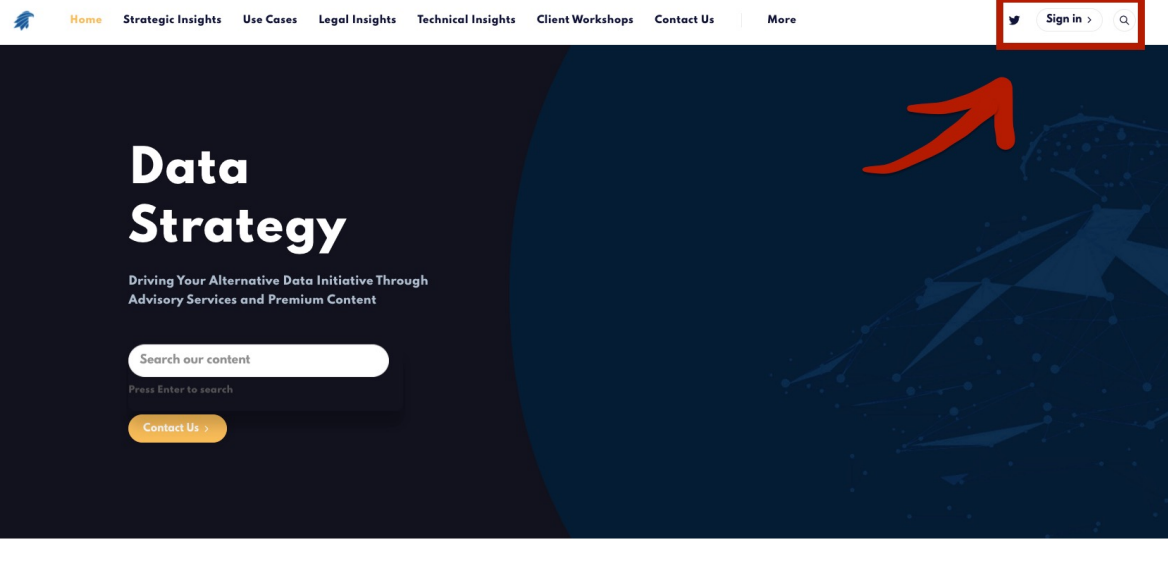 Home Strategic Insights Use Cases Legal Insights Technical Insights Client Workshops Contact Us More Sign in
Data
Strategy
Driving Your Alternative Data Initiative Through
Advisory Services and Premium Content
Search our content
Press Enter to search
Contact Us